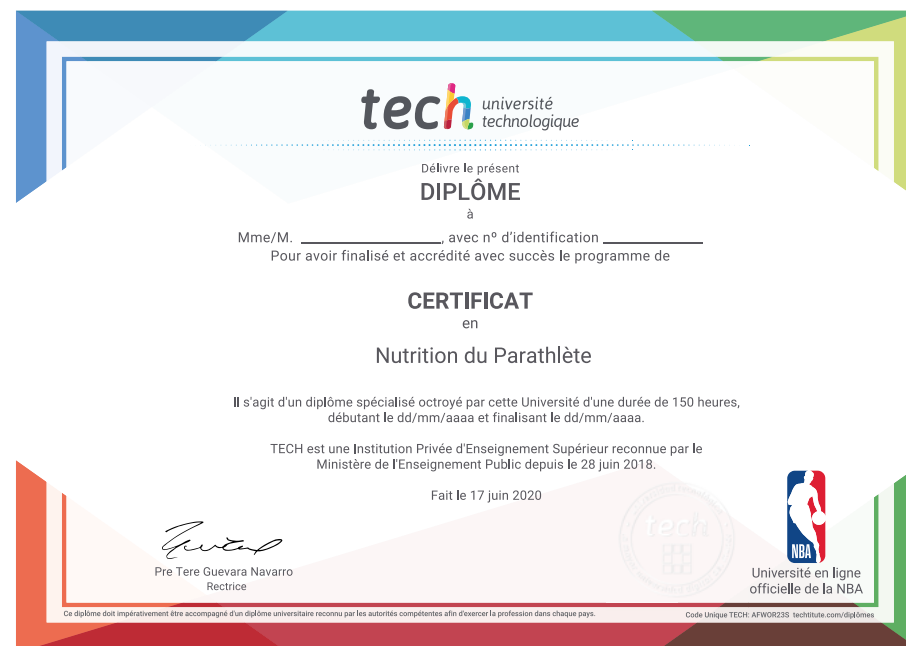 tech université
technologique
Délivre le présent
DIPLÔME
à
Mme/M. ____________________, avec nº d'identification ______________
Pour avoir finalisé et accrédité avec succès le programme de
CERTIFICAT
en
Nutrition du Parathlète
Il s'agit d'un diplôme spécialisé octroyé par cette Université d'une durée de 150 heures,
débutant le dd/mm/aaaa et finalisant le dd/mm/aaaa.
TECH est une Institution Privée d'Enseignement Supérieur reconnue par le
Ministère de l'Enseignement Public depuis le 28 juin 2018.
Fait le 17 juin 2020
tech
NBA
Pre Tere Guevara Navarro
Rectrice
Université en ligne
officielle de la NBA
Ce diplôme doit impérativement être accompagné d'un diplôme universitaire reconnu par les autorités compétentes afin d'exercer la profession dans chaque pays.
Code Unique TECH: AFWOR23S techtitute.com/diplômes